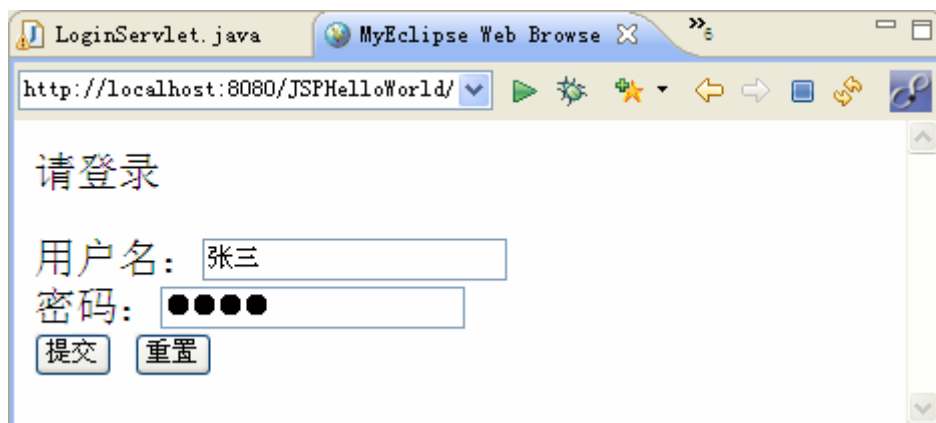 LoginServlet.java
MyEclipse Web Browse
6
http://localhost:8080/JSPHelloWorld/
请登录
用户名：张三
密码：●●●●
提交 重置